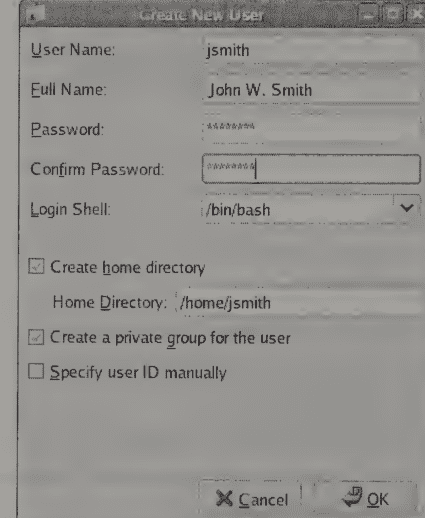 Create New User
User Name: jsmith
Full Name: John W. Smith
Password: ********
Confirm Password: ********
Login Shell: /bin/bash
Create home directory
Home Directory: /home/jsmith
Create a private group for the user
Specify user ID manually
Cancel OK